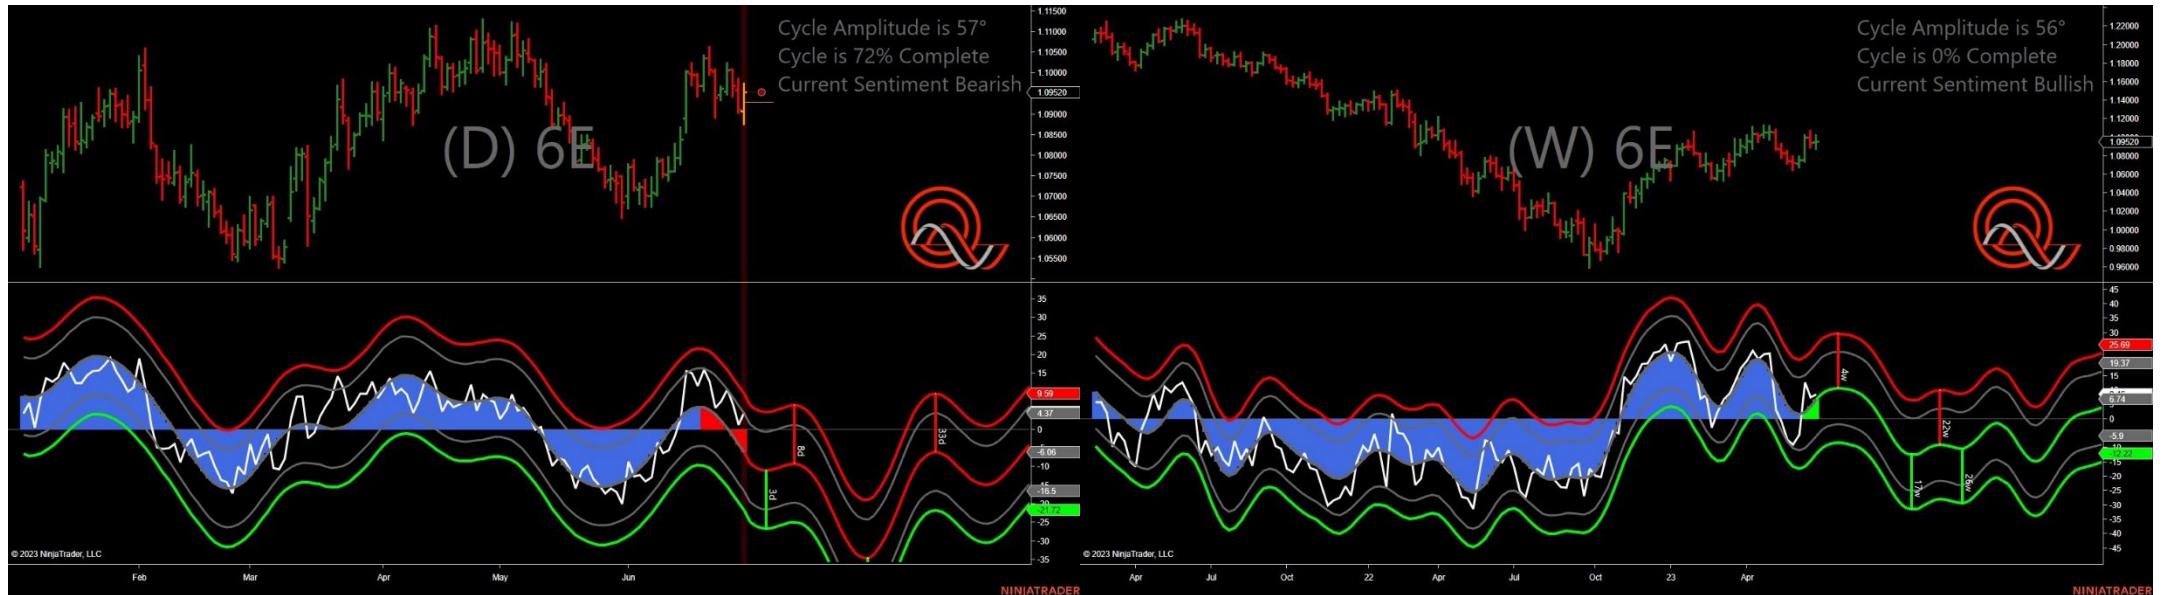 Cycle Amplitude is 57°
Cycle is 72% Complete
Current Sentiment Bearish
(D) 6E
1.11500
1.11000
1.10500
1.10000
1.09520
1.09000
1.08500
1.08000
1.07500
1.07000
1.06500
1.06000
1.05500
35
30
25
20
15
9.59
4.37
0
-6.06
-10
-16.5
-21.72
-25
-30
-35
3d
8d
33d
© 2023 NinjaTrader, LLC
Feb
Mar
Apr
May
Jun
NINJATRADER
Cycle Amplitude is 56°
Cycle is 0% Complete
Current Sentiment Bullish
(W) 6E
1.22000
1.20000
1.18000
1.16000
1.14000
1.12000
1.09520
1.08000
1.06000
1.04000
1.02000
1.00000
0.98000
0.96000
45
40
35
30
25.69
19.37
15
6.74
0
-5.9
-12.22
-15
-20
-25
-30
-35
-40
-45
4w
17w
22w
26w
© 2023 NinjaTrader, LLC
Apr
Jul
Oct
22
Apr
Jul
Oct
23
Apr
NINJATRADER